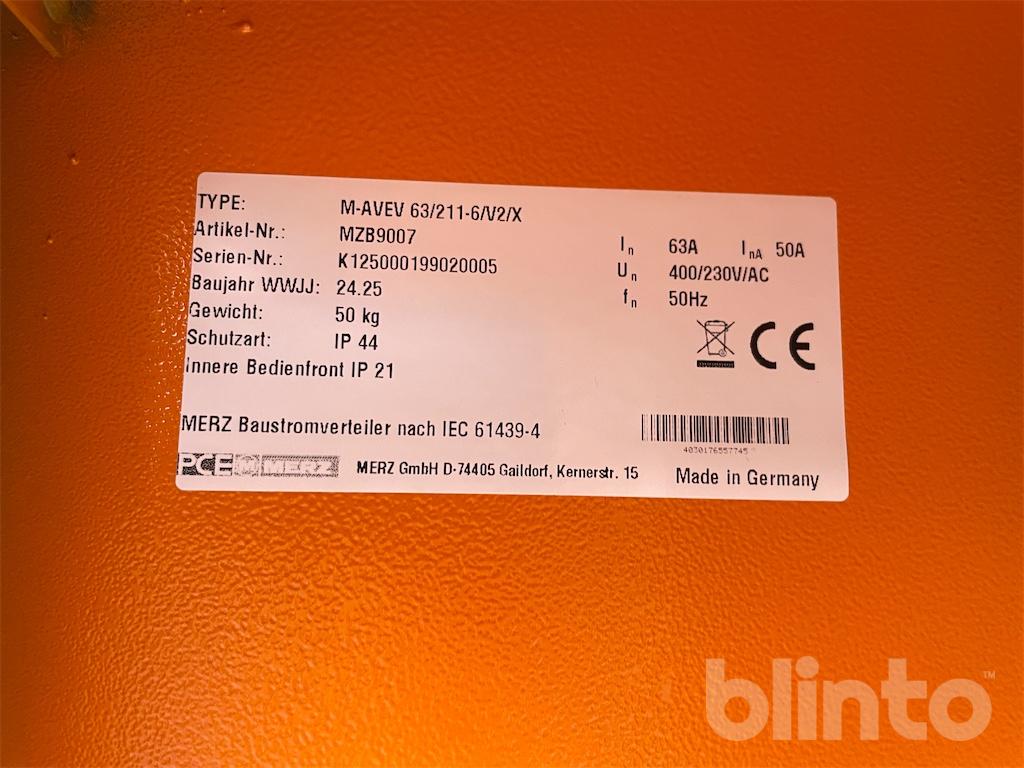 TYPE: M-AVEV 63/211-6/V2/X
Artikel-Nr.: MZB9007
Serien-Nr.: K125000199020005
Baujahr WWJJ: 24.25
Gewicht: 50 kg
Schutzart: IP 44
Innere Bedienfront IP 21
In 63A InA 50A
Un 400/230V/AC
fn 50Hz
CE
MERZ Baustromverteiler nach IEC 61439-4
4030176557745
PCE M MERZ MERZ GmbH D-74405 Gaildorf, Kernerstr. 15 Made in Germany
blinto™